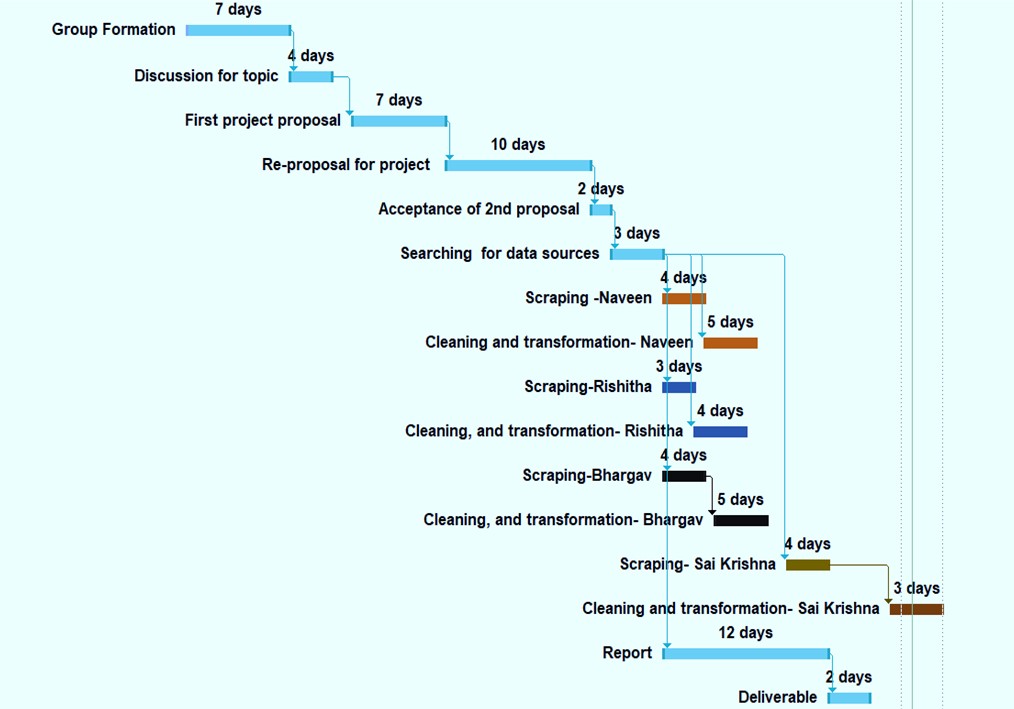 7 days
Group Formation
4 days
Discussion for topic
7 days
First project proposal
10 days
Re-proposal for project
2 days
Acceptance of 2nd proposal
3 days
Searching  for data sources
4 days
Scraping -Naveen
5 days
Cleaning and transformation- Naveen
3 days
Scraping-Rishitha
4 days
Cleaning, and transformation- Rishitha
4 days
Scraping-Bhargav
5 days
Cleaning, and transformation- Bhargav
4 days
Scraping- Sai Krishna
3 days
Cleaning and transformation- Sai Krishna
12 days
Report
2 days
Deliverable